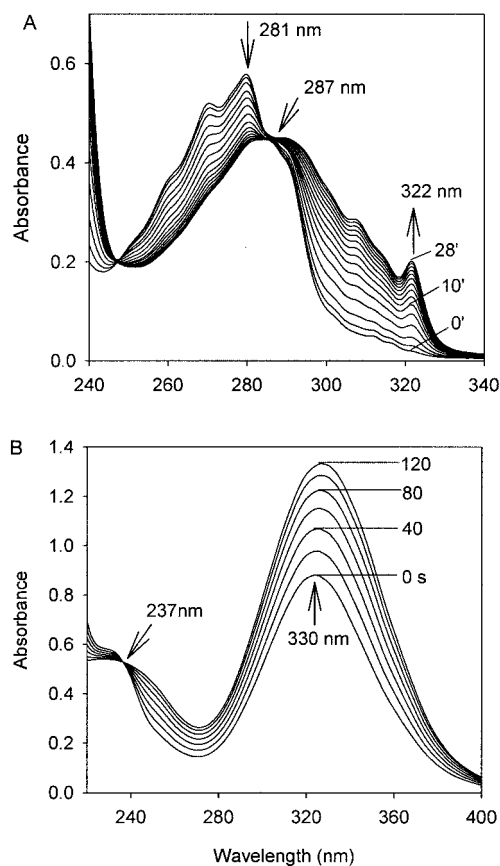 A
281 nm
287 nm
322 nm
28'
10'
0'
Absorbance
0.6
0.4
0.2
0.0
240 260 280 300 320 340
B
1.4
1.2
1.0
0.8
0.6
0.4
0.2
0.0
Absorbance
120
80
40
0 s
237nm
330 nm
240 280 320 360 400
Wavelength (nm)